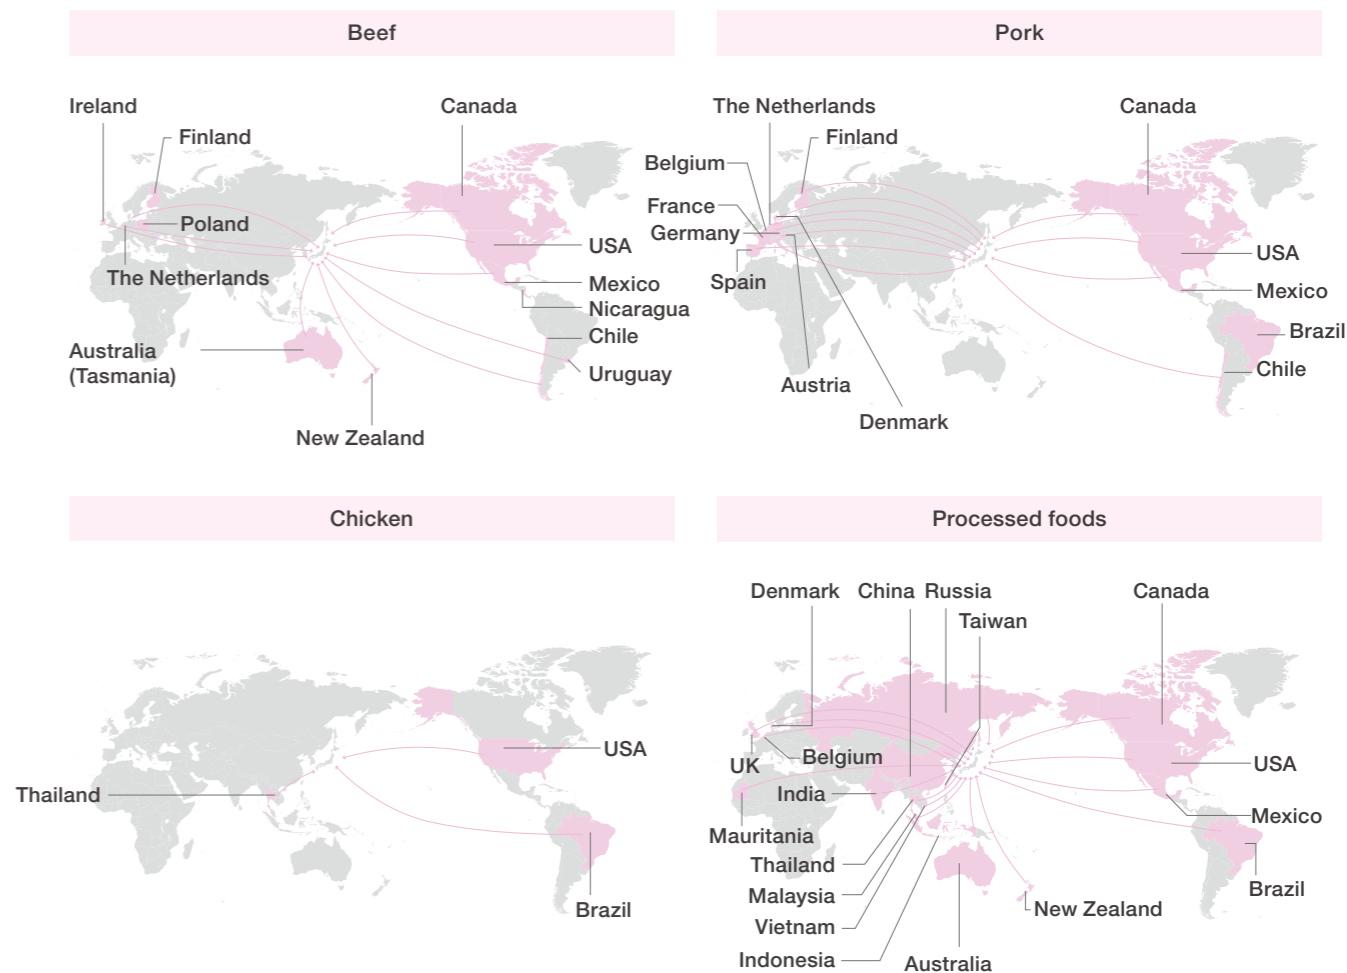 Beef
Ireland
Canada
Finland
Poland
The Netherlands
USA
Mexico
Nicaragua
Chile
Uruguay
Australia
(Tasmania)
New Zealand
Pork
The Netherlands
Canada
Finland
Belgium
France
Germany
Spain
USA
Mexico
Brazil
Chile
Austria
Denmark
Chicken
USA
Thailand
Brazil
Processed foods
Denmark
China
Russia
Canada
Taiwan
UK
Belgium
USA
India
Mexico
Mauritania
Thailand
Malaysia
Brazil
New Zealand
Vietnam
Indonesia
Australia